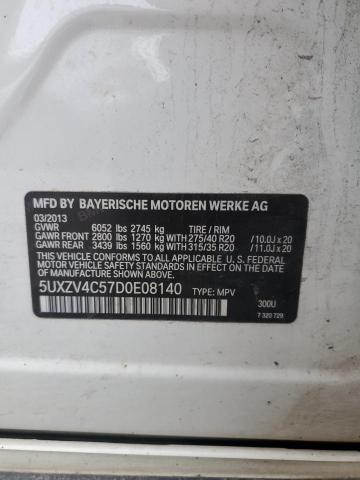 MFD BY BAYERISCHE MOTOREN WERKE AG
03/2013
GVWR 6052 lbs 2745 kg TIRE / RIM
GAWR FRONT 2800 lbs 1270 kg WITH 275/40 R20 /10.0J x 20
GAWR REAR 3439 lbs 1560 kg WITH 315/35 R20 /11.0J x 20
THIS VEHICLE CONFORMS TO ALL APPLICABLE U. S. FEDERAL
MOTOR VEHICLE SAFETY STANDARDS IN EFFECT
ON THE DATE OF MANUFACTURE SHOWN ABOVE.
5UXZV4C57D0E08140 TYPE: MPV 300U
7 320 729